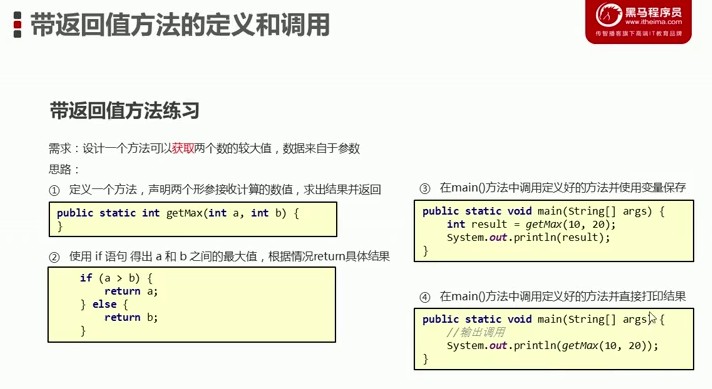 带返回值方法的定义和调用
黑马程序员
www.itheima.com
传智播客旗下高端IT教育品牌
带返回值方法练习
需求：设计一个方法可以获取两个数的较大值，数据来自于参数
思路：
① 定义一个方法，声明两个形参接收计算的数值，求出结果并返回
public static int getMax(int a, int b) {
}
② 使用 if 语句 得出 a 和 b 之间的最大值，根据情况return具体结果
if (a > b) {
return a;
} else {
return b;
}
③ 在main()方法中调用定义好的方法并使用变量保存
public static void main(String[] args) {
int result = getMax(10, 20);
System.out.println(result);
}
④ 在main()方法中调用定义好的方法并直接打印结果
public static void main(String[] args) {
//输出调用
System.out.println(getMax(10, 20));
}